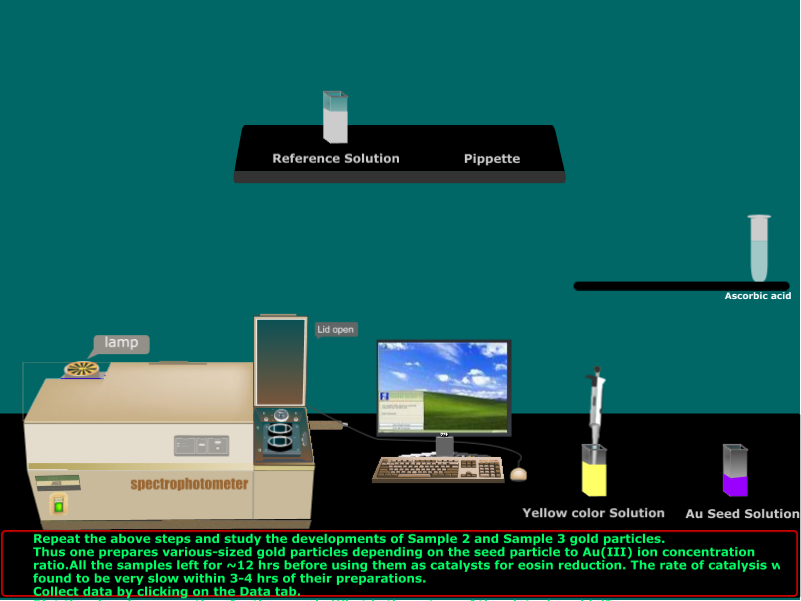 Reference Solution
Pippette
Ascorbic acid
Lid open
lamp
spectrophotometer
Yellow color Solution
Au Seed Solution
Repeat the above steps and study the developments of Sample 2 and Sample 3 gold particles.
Thus one prepares various-sized gold particles depending on the seed particle to Au(III) ion concentration
ratio.All the samples left for ~12 hrs before using them as catalysts for eosin reduction. The rate of catalysis
found to be very slow within 3-4 hrs of their preparations.
Collect data by clicking on the Data tab.